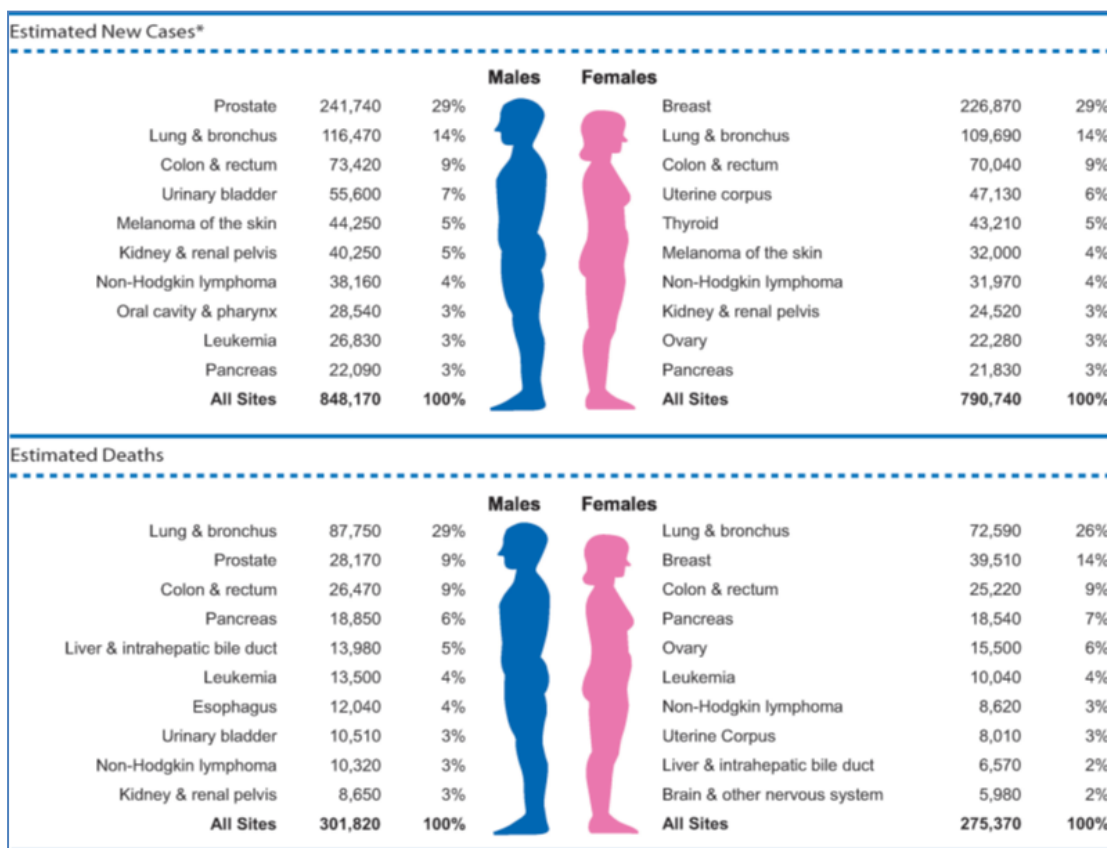 Estimated New Cases*
Males Females
Prostate 241,740 29% Breast 226,870 29%
Lung & bronchus 116,470 14% Lung & bronchus 109,690 14%
Colon & rectum 73,420 9% Colon & rectum 70,040 9%
Urinary bladder 55,600 7% Uterine corpus 47,130 6%
Melanoma of the skin 44,250 5% Thyroid 43,210 5%
Kidney & renal pelvis 40,250 5% Melanoma of the skin 32,000 4%
Non-Hodgkin lymphoma 38,160 4% Non-Hodgkin lymphoma 31,970 4%
Oral cavity & pharynx 28,540 3% Kidney & renal pelvis 24,520 3%
Leukemia 26,830 3% Ovary 22,280 3%
Pancreas 22,090 3% Pancreas 21,830 3%
All Sites 848,170 100% All Sites 790,740 100%
Estimated Deaths
Males Females
Lung & bronchus 87,750 29% Lung & bronchus 72,590 26%
Prostate 28,170 9% Breast 39,510 14%
Colon & rectum 26,470 9% Colon & rectum 25,220 9%
Pancreas 18,850 6% Pancreas 18,540 7%
Liver & intrahepatic bile duct 13,980 5% Ovary 15,500 6%
Leukemia 13,500 4% Leukemia 10,040 4%
Esophagus 12,040 4% Non-Hodgkin lymphoma 8,620 3%
Urinary bladder 10,510 3% Uterine Corpus 8,010 3%
Non-Hodgkin lymphoma 10,320 3% Liver & intrahepatic bile duct 6,570 2%
Kidney & renal pelvis 8,650 3% Brain & other nervous system 5,980 2%
All Sites 301,820 100% All Sites 275,370 100%